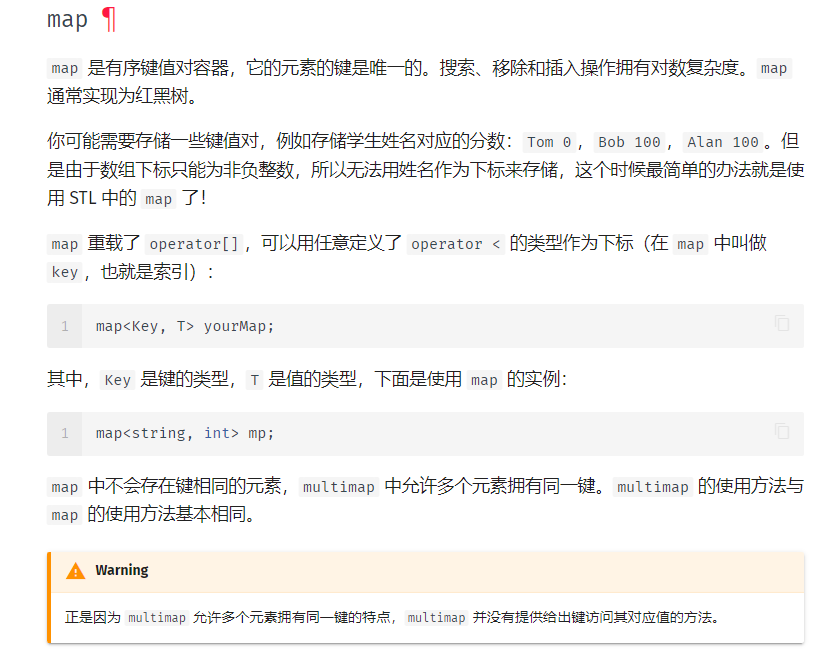 map ¶
map 是有序键值对容器，它的元素的键是唯一的。搜索、移除和插入操作拥有对数复杂度。 map
通常实现为红黑树。
你可能需要存储一些键值对，例如存储学生姓名对应的分数： Tom 0 ， Bob 100 ， Alan 100 。但
是由于数组下标只能为非负整数，所以无法用姓名作为下标来存储，这个时候最简单的办法就是使
用 STL 中的 map 了！
map 重载了 operator[] ，可以用任意定义了 operator < 的类型作为下标（在 map 中叫做
key ，也就是索引）：
1 map<Key, T> yourMap;
其中， Key 是键的类型， T 是值的类型，下面是使用 map 的实例：
1 map<string, int> mp;
map 中不会存在键相同的元素， multimap 中允许多个元素拥有同一键。 multimap 的使用方法与
map 的使用方法基本相同。
Warning
正是因为 multimap 允许多个元素拥有同一键的特点， multimap 并没有提供给出键访问其对应值的方法。